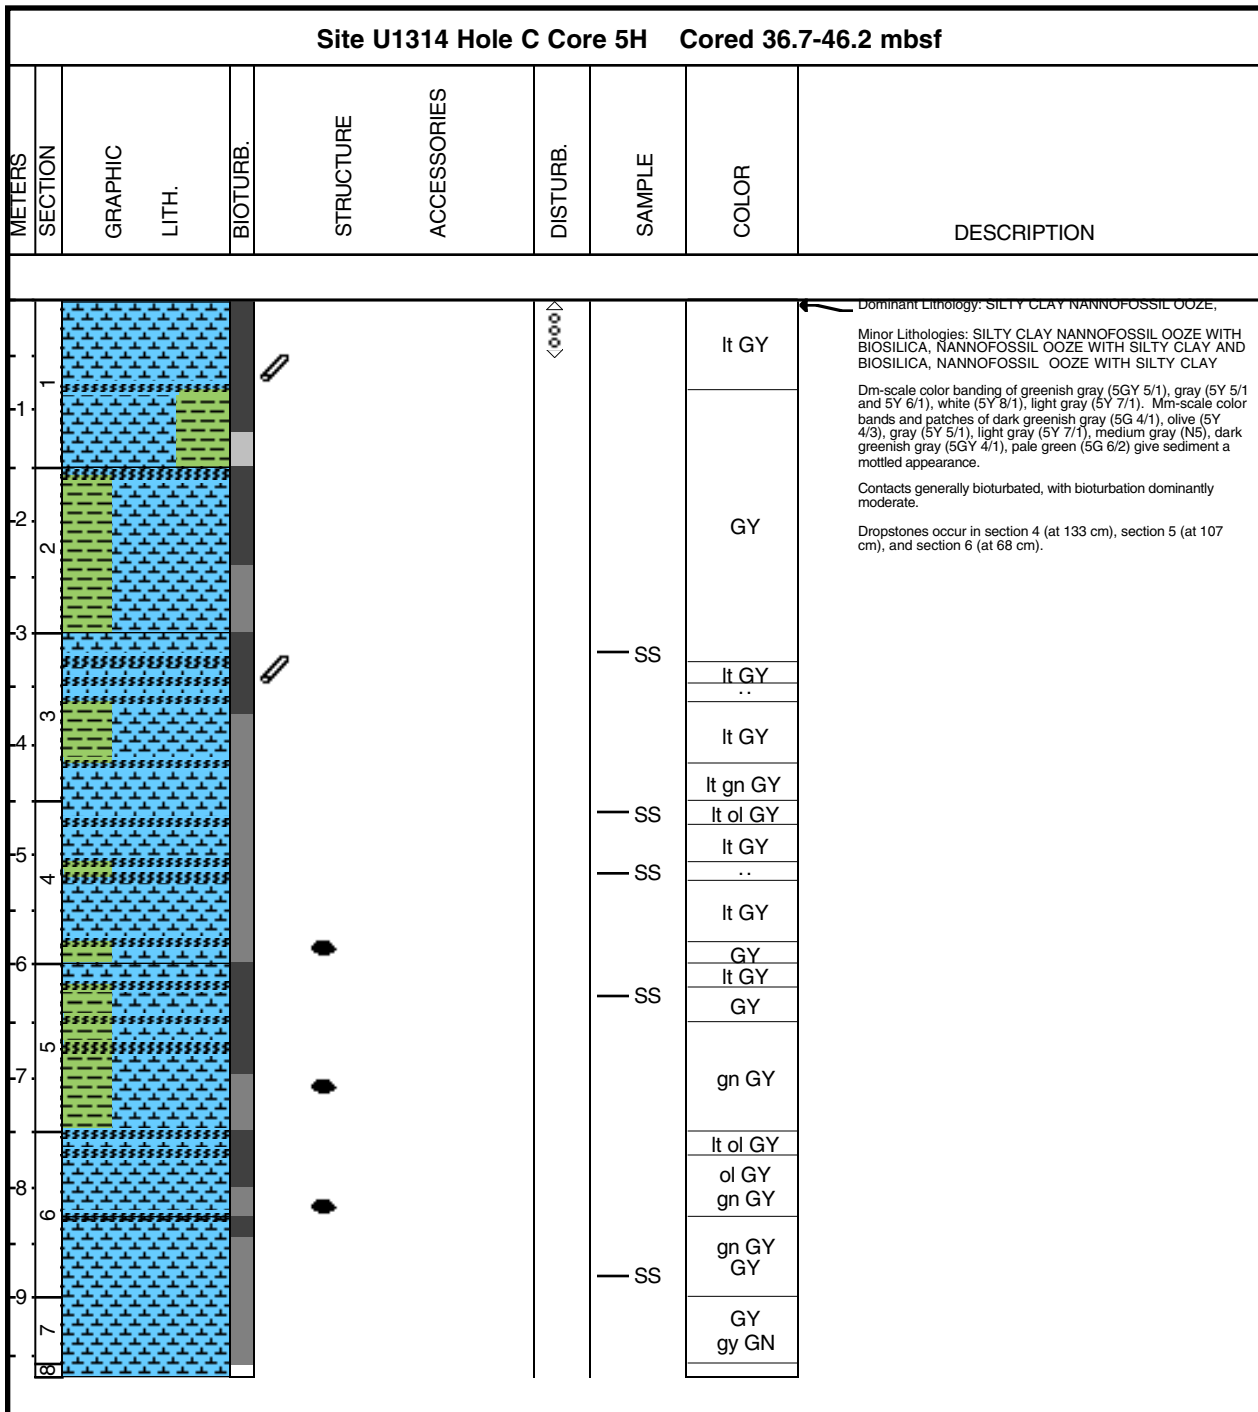 Site U1314 Hole C Core 5H Cored 36.7-46.2 mbsf
METERS
SECTION
GRAPHIC
LITH.
BIOTURB.
STRUCTURE
ACCESSORIES
DISTURB.
SAMPLE
COLOR
DESCRIPTION
Dominant Lithology: SILTY CLAY NANNOFOSSIL OOZE,
Minor Lithologies: SILTY CLAY NANNOFOSSIL OOZE WITH
BIOSILICA, NANNOFOSSIL OOZE WITH SILTY CLAY AND
BIOSILICA, NANNOFOSSIL OOZE WITH SILTY CLAY
Dm-scale color banding of greenish gray (5GY 5/1), gray (5Y 5/1
and 5Y 6/1), white (5Y 8/1), light gray (5Y 7/1). Mm-scale color
bands and patches of dark greenish gray (5G 4/1), olive (5Y
4/3), gray (5Y 5/1), light gray (5Y 7/1), medium gray (N5), dark
greenish gray (5GY 4/1), pale green (5G 6/2) give sediment a
mottled appearance.
Contacts generally bioturbated, with bioturbation dominantly
moderate.
Dropstones occur in section 4 (at 133 cm), section 5 (at 107
cm), and section 6 (at 68 cm).
1
2
3
4
5
6
7
8
9
1
2
3
4
5
6
7
8
SS
SS
SS
SS
SS
lt GY
GY
lt GY
..
lt GY
lt gn GY
lt ol GY
lt GY
..
lt GY
GY
lt GY
GY
gn GY
lt ol GY
ol GY
gn GY
gn GY
GY
GY
gy GN